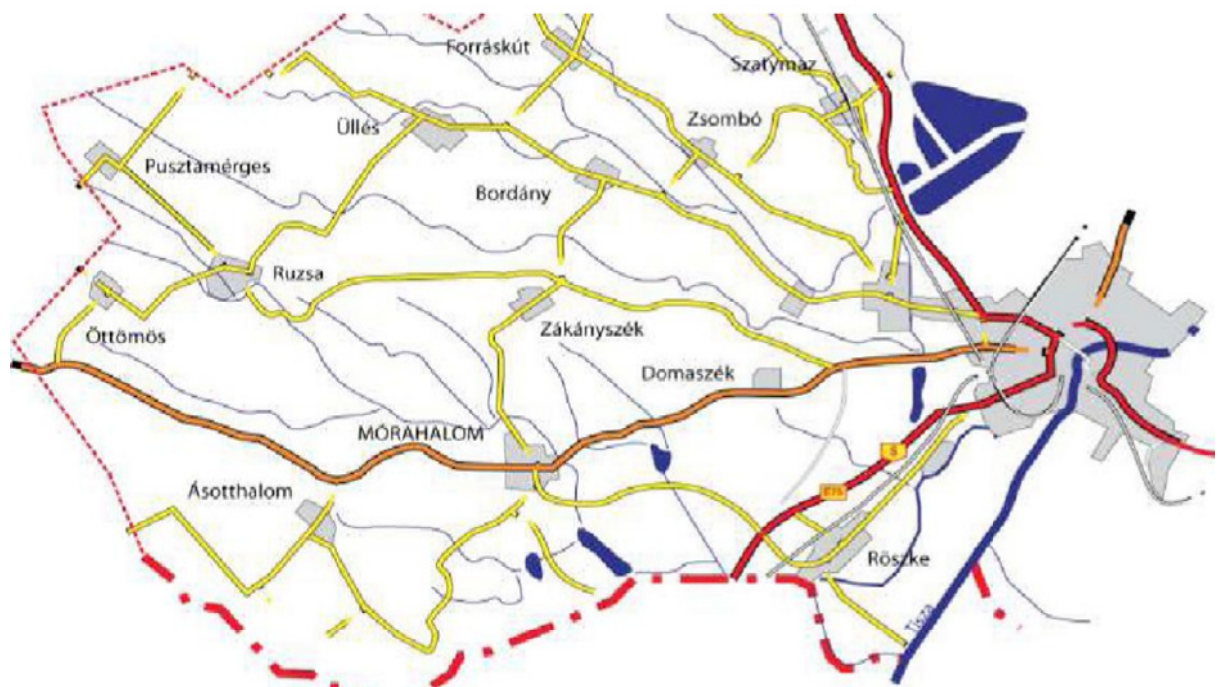 Forráskút
Szatymaz
Üllés
Zsombó
Pusztamérges
Bordány
Ruzsa
Öttömös
Zákányszék
Domaszék
MÓRAHALOM
5
E75
Ásotthalom
Röszke
Tisza